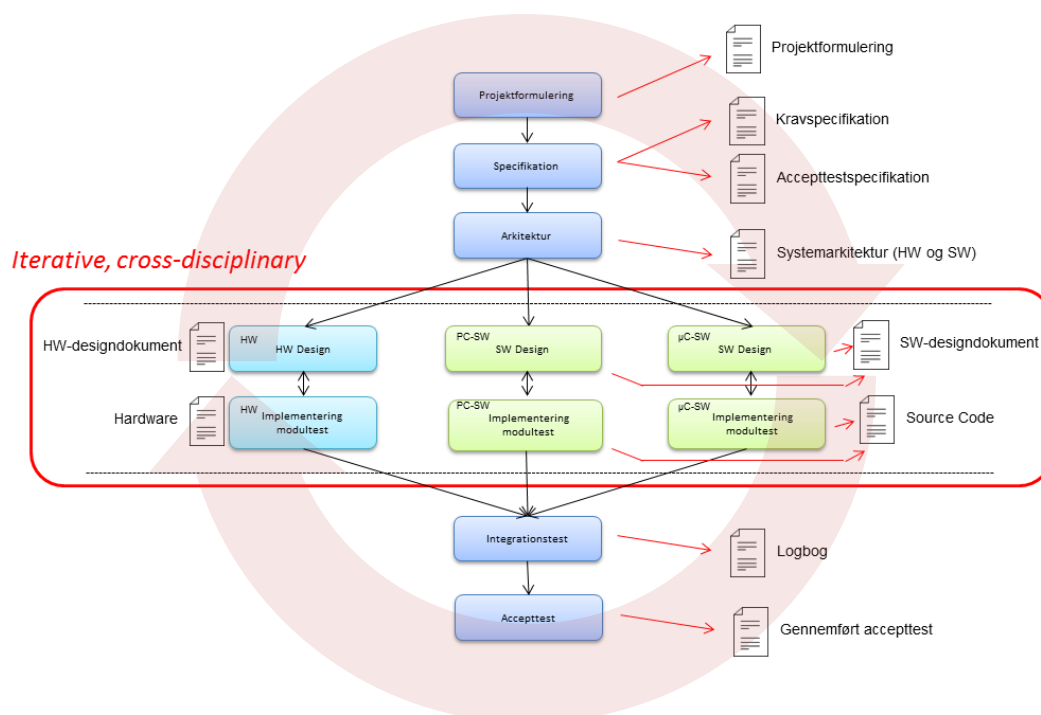 Projektformulering
Projektformulering
Kravspecifikation
Specifikation
Accepttestspecifikation
Arkitektur
Systemarkitektur (HW og SW)
Iterative, cross-disciplinary
HW-designdokument
HW
HW Design
PC-SW
SW Design
µC-SW
SW Design
SW-designdokument
Hardware
HW
Implementering
modultest
PC-SW
Implementering
modultest
µC-SW
Implementering
modultest
Source Code
Integrationstest
Logbog
Accepttest
Gennemført accepttest